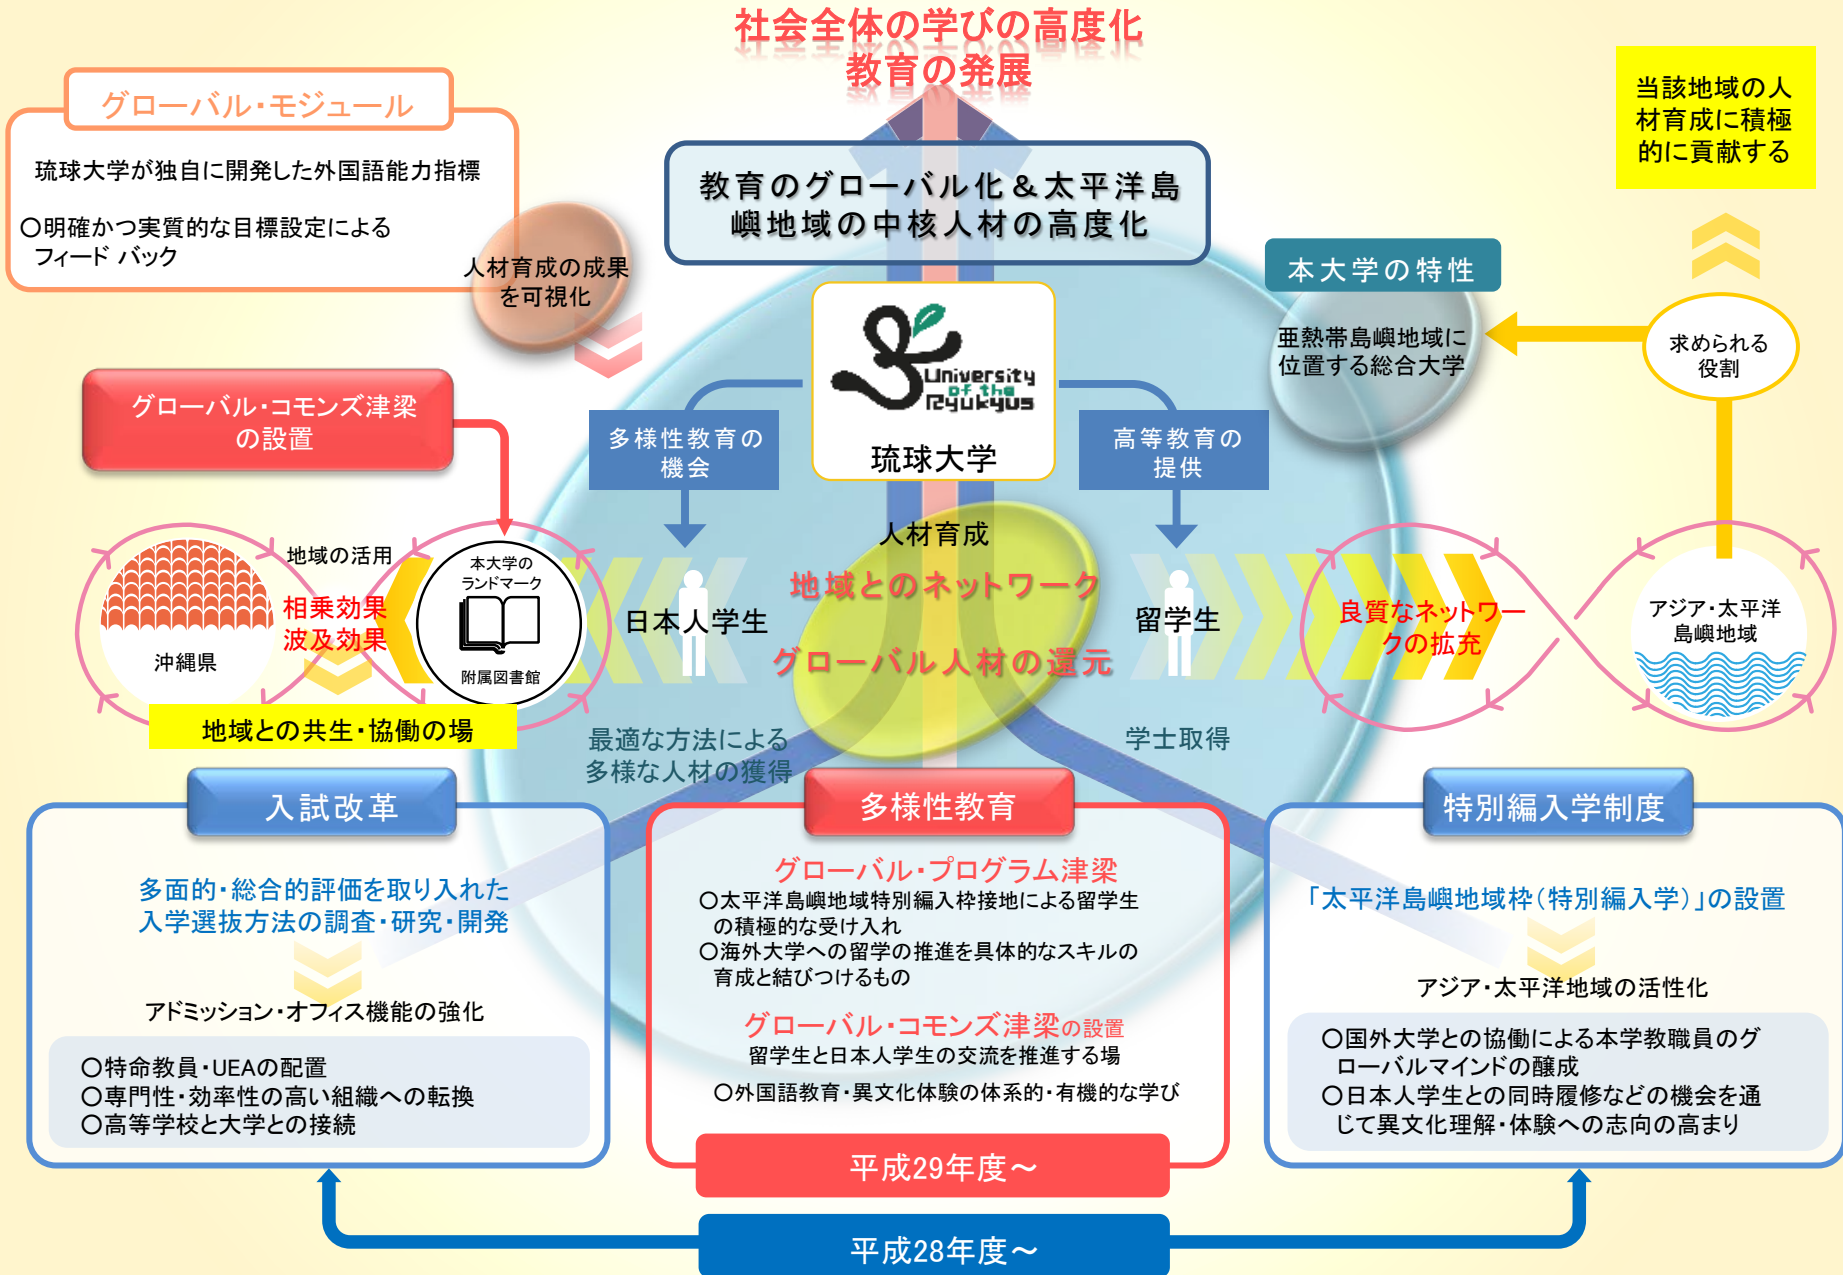 社会全体の学びの高度化
教育の発展
グローバル・モジュール
琉球大学が独自に開発した外国語能力指標
〇明確かつ実質的な目標設定による
フィード バック
人材育成の成果
を可視化
教育のグローバル化＆太平洋島
嶼地域の中核人材の高度化
当該地域の人
材育成に積極
的に貢献する
本大学の特性
亜熱帯島嶼地域に
位置する総合大学
求められる
役割
University
of the
Ryukyus
琉球大学
グローバル・コモンズ津梁
の設置
多様性教育の
機会
高等教育の
提供
沖縄県
地域の活用
相乗効果
波及効果
本大学の
ランドマーク
附属図書館
地域との共生・協働の場
日本人学生
人材育成
地域とのネットワーク
グローバル人材の還元
留学生
良質なネットワー
クの拡充
アジア・太平洋
島嶼地域
最適な方法による
多様な人材の獲得
学士取得
入試改革
多面的・総合的評価を取り入れた
入学選抜方法の調査・研究・開発
アドミッション・オフィス機能の強化
〇特命教員・UEAの配置
〇専門性・効率性の高い組織への転換
〇高等学校と大学との接続
多様性教育
グローバル・プログラム津梁
〇太平洋島嶼地域特別編入枠接地による留学生
の積極的な受け入れ
〇海外大学への留学の推進を具体的なスキルの
育成と結びつけるもの
グローバル・コモンズ津梁の設置
留学生と日本人学生の交流を推進する場
〇外国語教育・異文化体験の体系的・有機的な学び
平成29年度～
特別編入学制度
「太平洋島嶼地域枠（特別編入学）」の設置
アジア・太平洋地域の活性化
〇国外大学との協働による本学教職員のグ
ローバルマインドの醸成
〇日本人学生との同時履修などの機会を通
じて異文化理解・体験への志向の高まり
平成28年度～